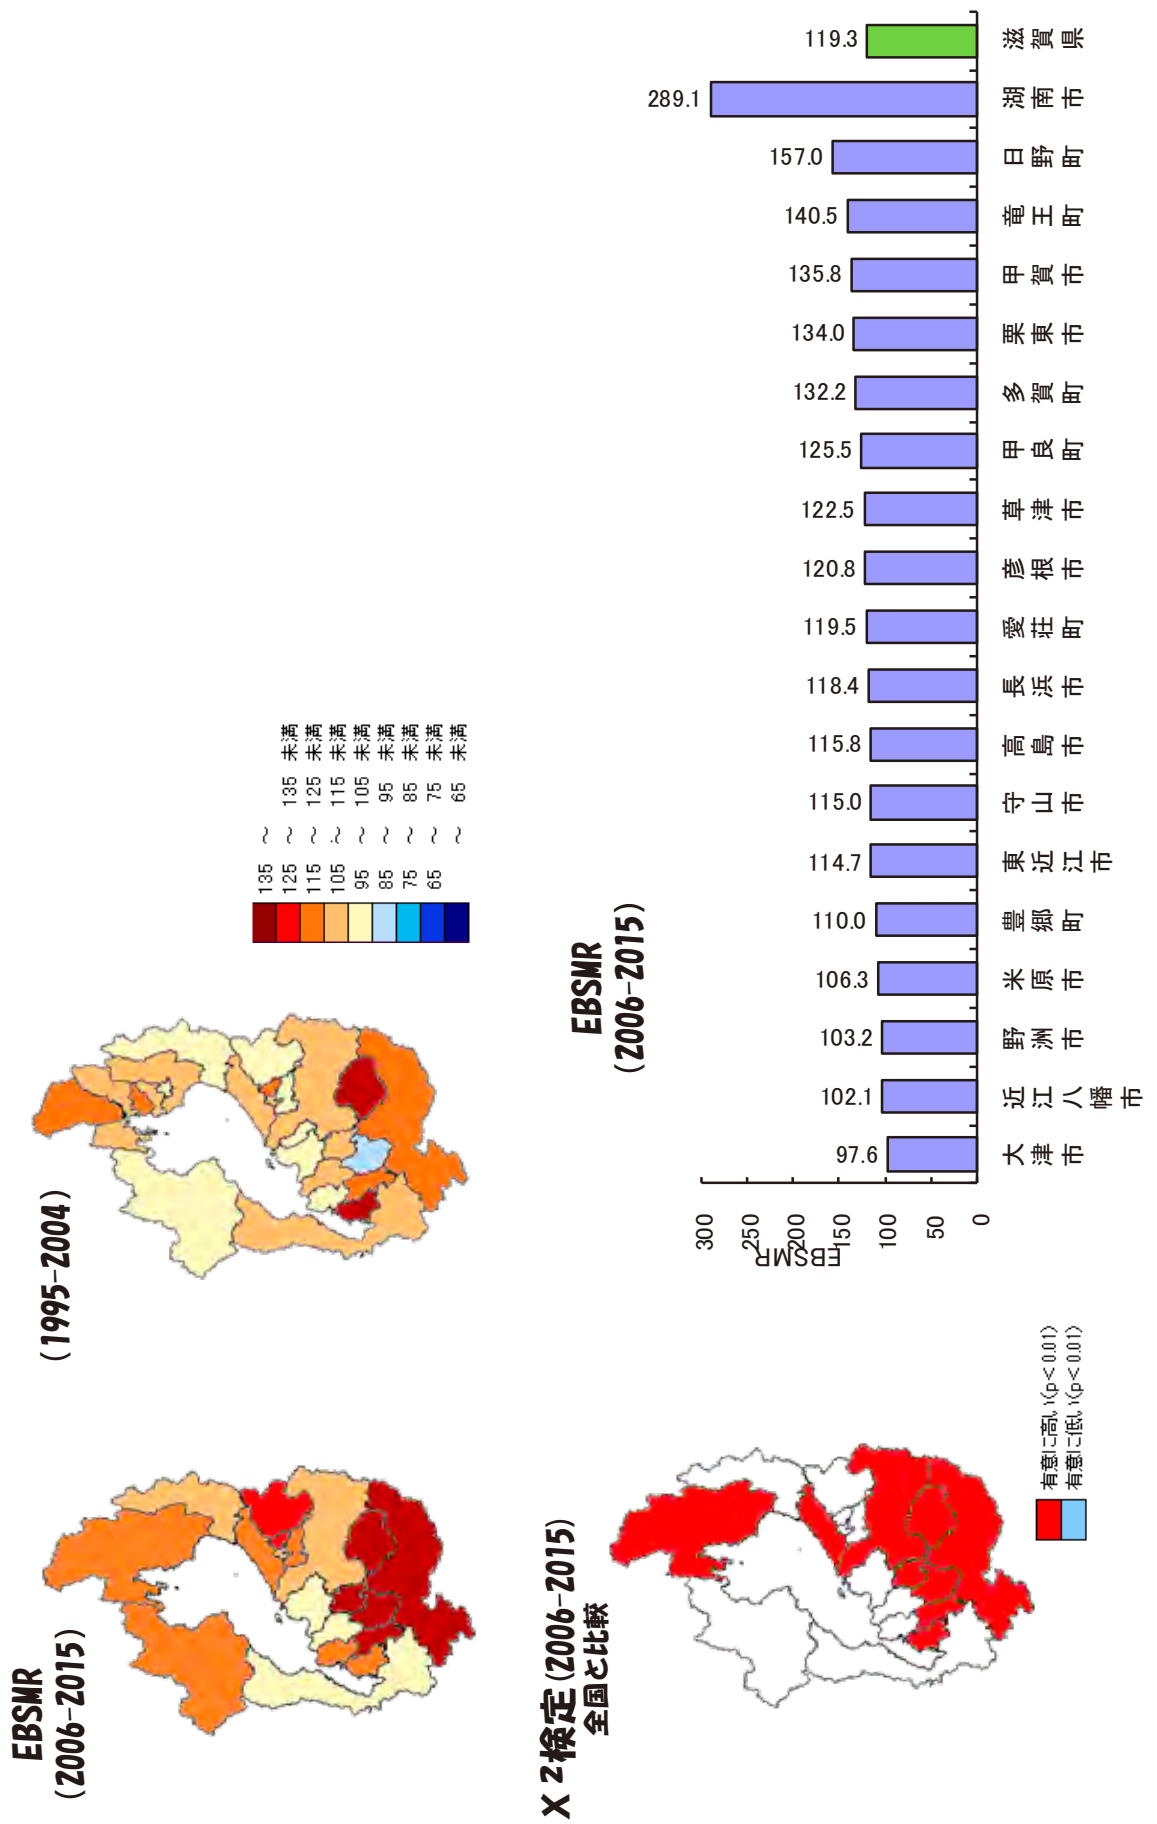 EBSMR
(2006-2015)
(1995-2004)
135 ～
125 ～ 135 未満
115 ～ 125 未満
105 ～ 115 未満
95 ～ 105 未満
85 ～ 95 未満
75 ～ 85 未満
65 ～ 75 未満
～ 65 未満
X 2検定(2006-2015)
全国と比較
有意に高い(p<0.01)
有意に低い(p<0.01)
EBSMR
(2006-2015)
EBSMR
300
250
200
150
100
50
0
97.6
102.1
103.2
106.3
110.0
114.7
115.0
115.8
118.4
119.5
120.8
122.5
125.5
132.2
134.0
135.8
140.5
157.0
289.1
119.3
大津市
近江八幡市
野洲市
米原市
豊郷町
東近江市
守山市
高島市
長浜市
愛荘町
彦根市
草津市
甲良町
多賀町
栗東市
甲賀市
竜王町
日野町
湖南市
滋賀県